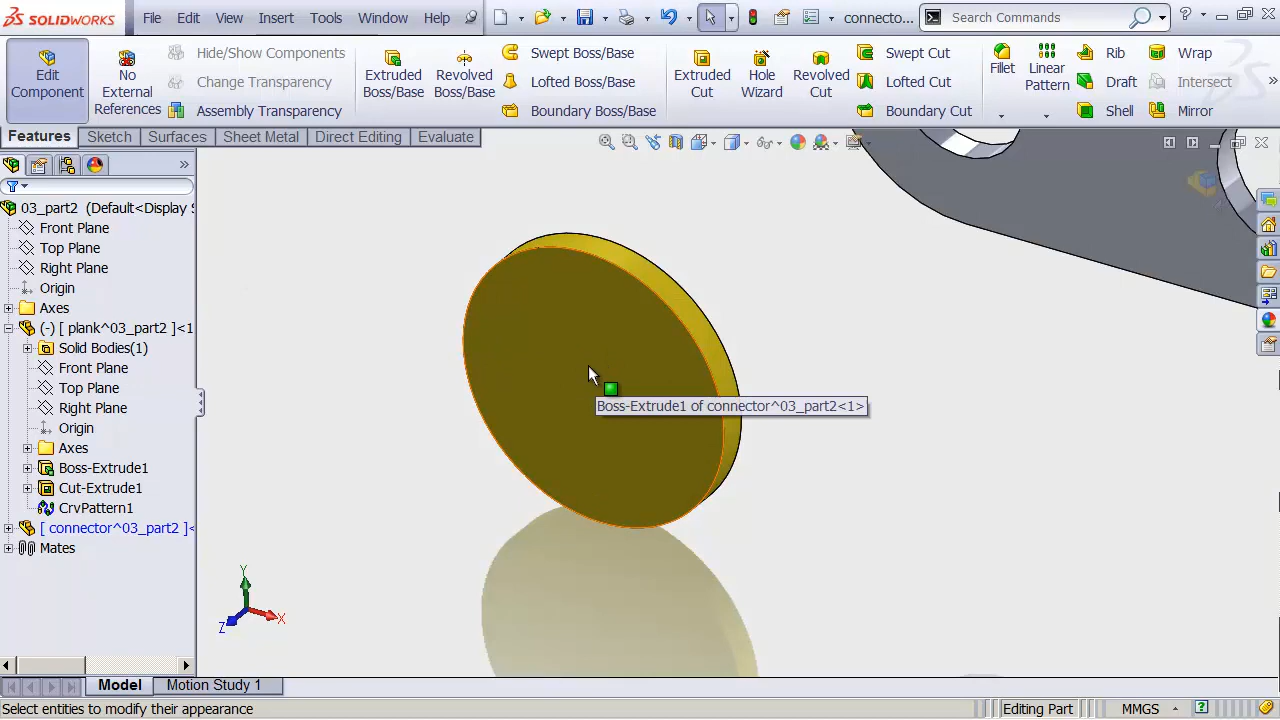 SOLIDWORKS
File Edit View Insert Tools Window Help
connecto...
Search Commands
Edit Component
No External References
Hide/Show Components
Change Transparency
Assembly Transparency
Extruded Boss/Base
Revolved Boss/Base
Swept Boss/Base
Lofted Boss/Base
Boundary Boss/Base
Extruded Cut
Hole Wizard
Revolved Cut
Swept Cut
Lofted Cut
Boundary Cut
Fillet
Linear Pattern
Rib
Draft
Shell
Wrap
Intersect
Mirror
Features Sketch Surfaces Sheet Metal Direct Editing Evaluate
03_part2 (Default<Display S
Front Plane
Top Plane
Right Plane
Origin
Axes
(-) [ plank^03_part2 ]<1
Solid Bodies(1)
Front Plane
Top Plane
Right Plane
Origin
Axes
Boss-Extrude1
Cut-Extrude1
CrvPattern1
[ connector^03_part2 ]<
Mates
Boss-Extrude1 of connector^03_part2<1>
Y
X
Z
Model Motion Study 1
Select entities to modify their appearance
Editing Part
MMGS